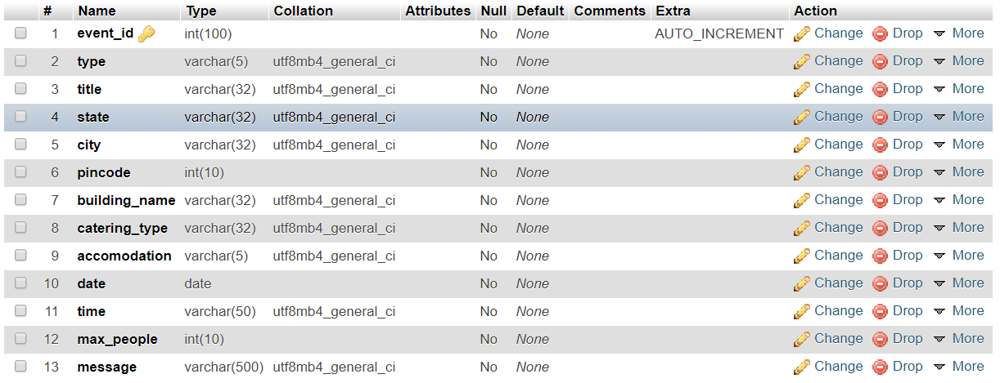 # Name Type Collation Attributes Null Default Comments Extra Action
1 event_id int(100) No None AUTO_INCREMENT Change Drop More
2 type varchar(5) utf8mb4_general_ci No None Change Drop More
3 title varchar(32) utf8mb4_general_ci No None Change Drop More
4 state varchar(32) utf8mb4_general_ci No None Change Drop More
5 city varchar(32) utf8mb4_general_ci No None Change Drop More
6 pincode int(10) No None Change Drop More
7 building_name varchar(32) utf8mb4_general_ci No None Change Drop More
8 catering_type varchar(32) utf8mb4_general_ci No None Change Drop More
9 accomodation varchar(5) utf8mb4_general_ci No None Change Drop More
10 date date No None Change Drop More
11 time varchar(50) utf8mb4_general_ci No None Change Drop More
12 max_people int(10) No None Change Drop More
13 message varchar(500) utf8mb4_general_ci No None Change Drop More